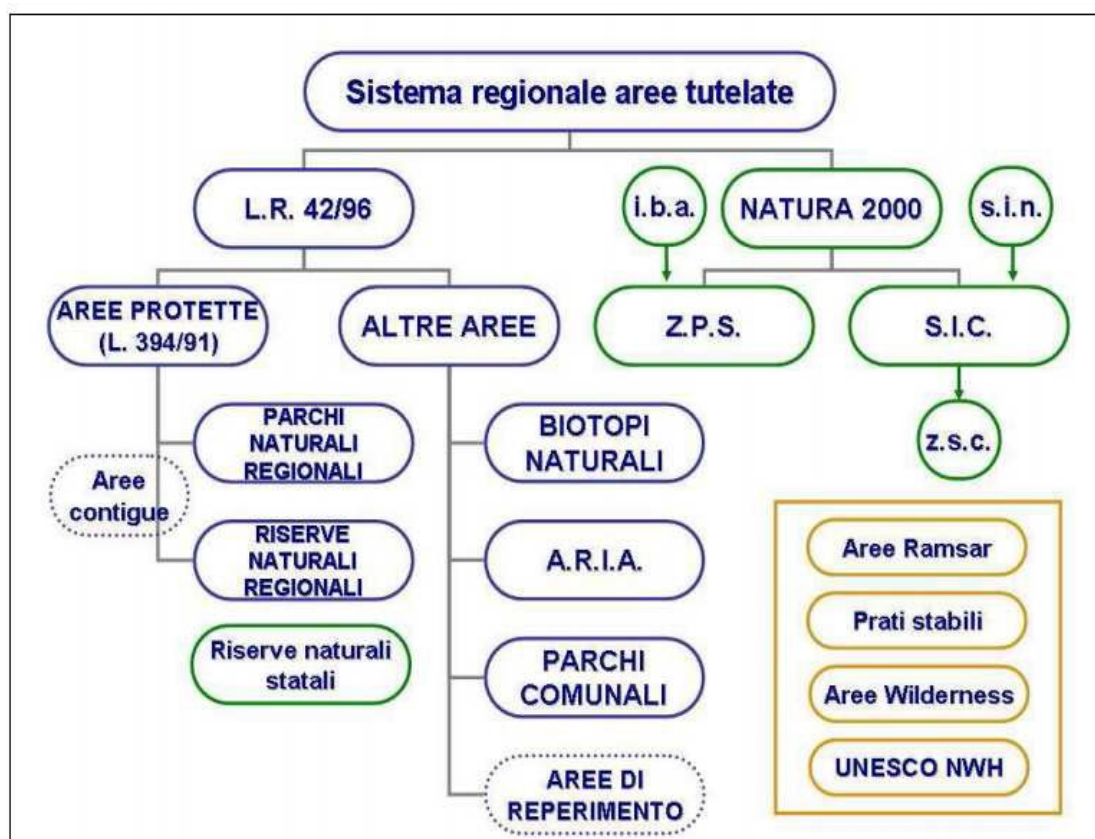 Sistema regionale aree tutelate
L.R. 42/96
i.b.a.
NATURA 2000
s.i.n.
AREE PROTETTE
(L. 394/91)
ALTRE AREE
Z.P.S.
S.I.C.
PARCHI
NATURALI
REGIONALI
BIOTOPI
NATURALI
z.s.c.
Aree
contigue
RISERVE
NATURALI
REGIONALI
A.R.I.A.
Aree Ramsar
Prati stabili
Riserve naturali
statali
PARCHI
COMUNALI
Aree Wilderness
UNESCO NWH
AREE DI
REPERIMENTO